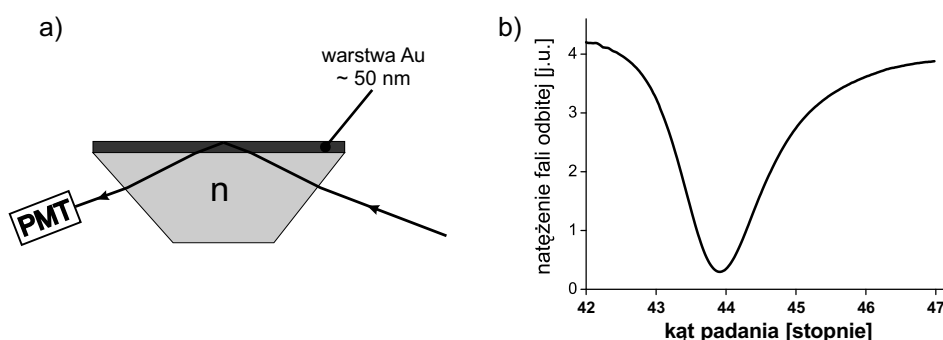 a)
warstwa Au
~ 50 nm
n
PMT
b)
natężenie fali odbitej [j.u.]
4
3
2
1
0
42 43 44 45 46 47
kąt padania [stopnie]